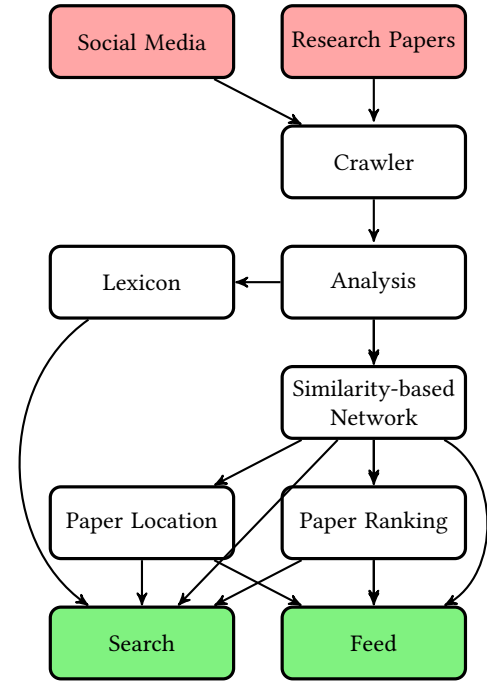 Social Media
Research Papers
Crawler
Lexicon
Analysis
Similarity-based
Network
Paper Location
Paper Ranking
Search
Feed